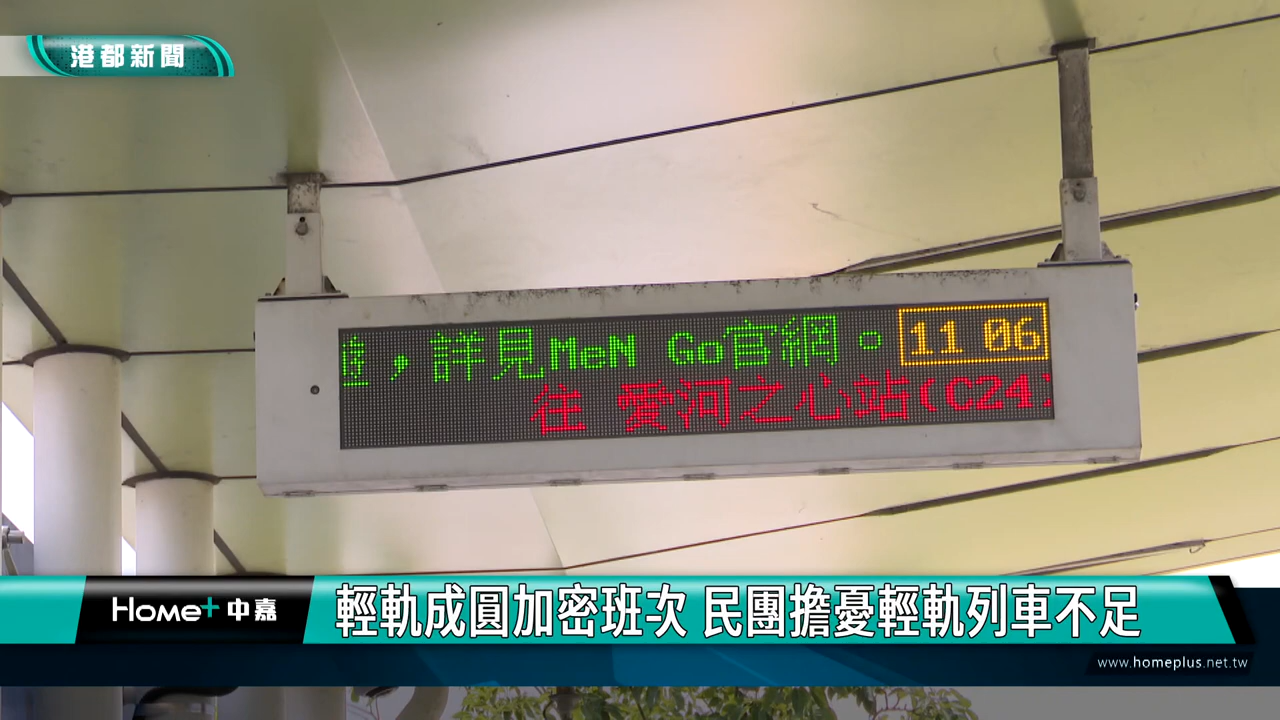 港都新聞
，詳見MeN Go官網。 11 06
往 愛河之心站(C24)
Home+ 中嘉
輕軌成圓加密班次 民團擔憂輕軌列車不足
www.homeplus.net.tw